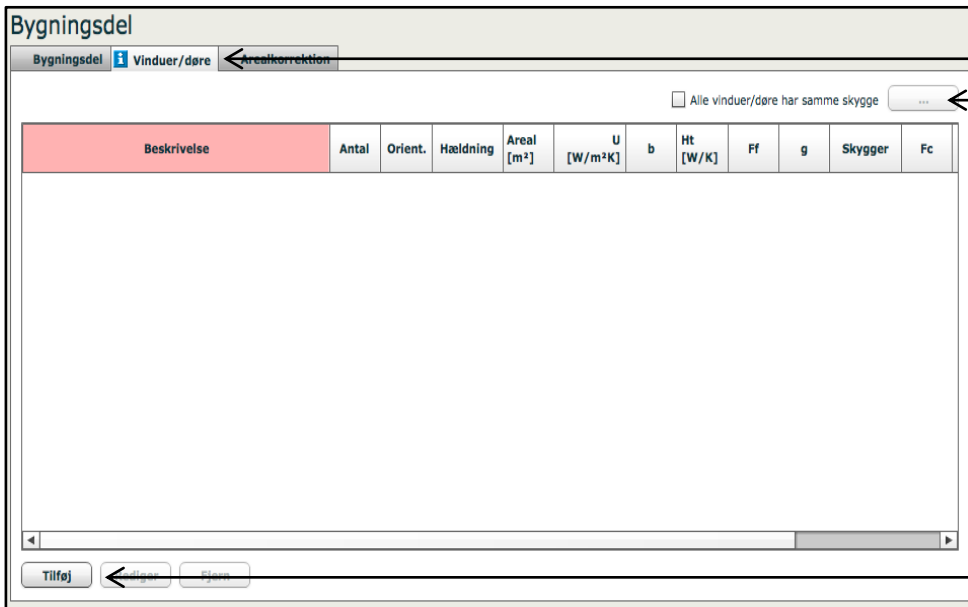 Bygningsdel
Bygningsdel i Vinduer/døre Arealkorrektion
Alle vinduer/døre har samme skygge ...
Beskrivelse Antal Orient. Hældning Areal [m²] U [W/m²K] b Ht [W/K] Ff g Skygger Fc
Tilføj Rediger Fjern